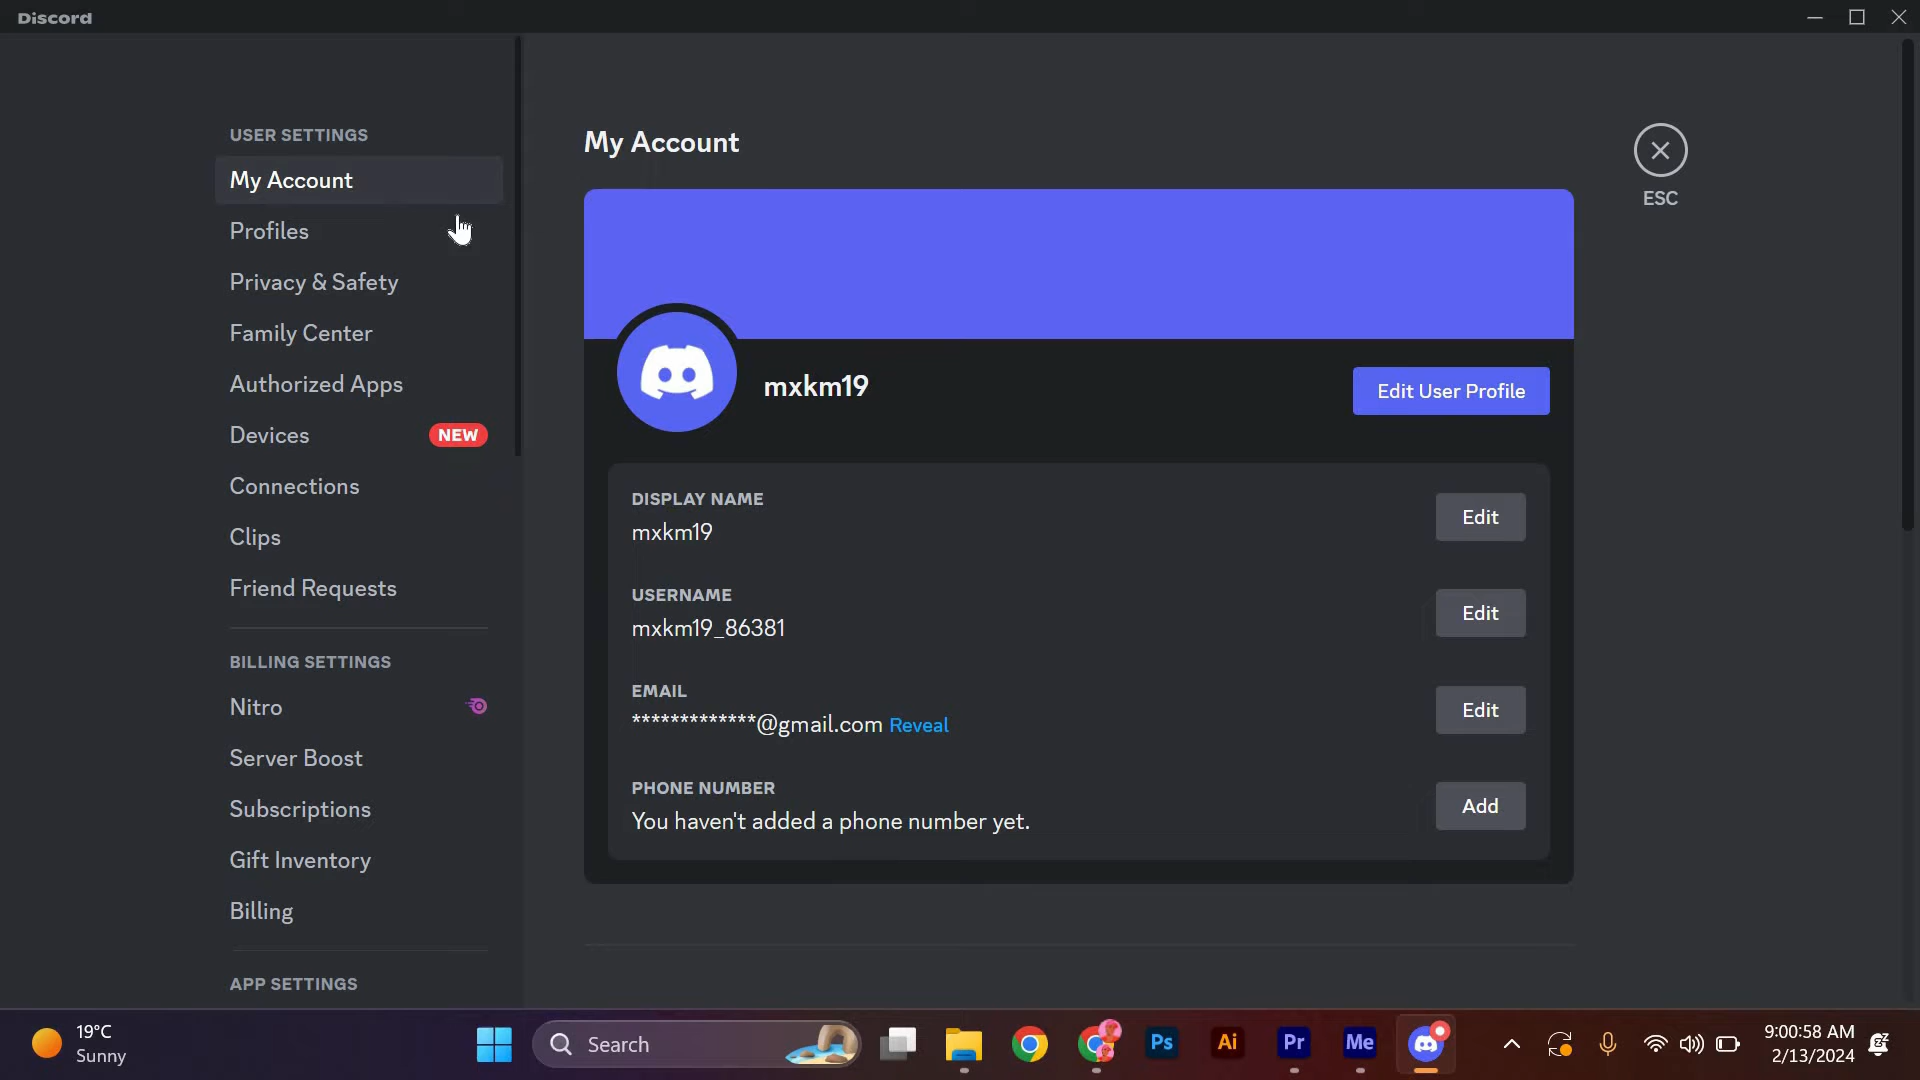 Discord
USER SETTINGS
My Account
Profiles
Privacy & Safety
Family Center
Authorized Apps
Devices NEW
Connections
Clips
Friend Requests
BILLING SETTINGS
Nitro
Server Boost
Subscriptions
Gift Inventory
Billing
APP SETTINGS
My Account
ESC
mxkm19
Edit User Profile
DISPLAY NAME
mxkm19
Edit
USERNAME
mxkm19_86381
Edit
EMAIL
*************@gmail.com Reveal
Edit
PHONE NUMBER
You haven't added a phone number yet.
Add
19°C
Sunny
Search
Ps
Ai
Pr
Me
9:00:58 AM
2/13/2024